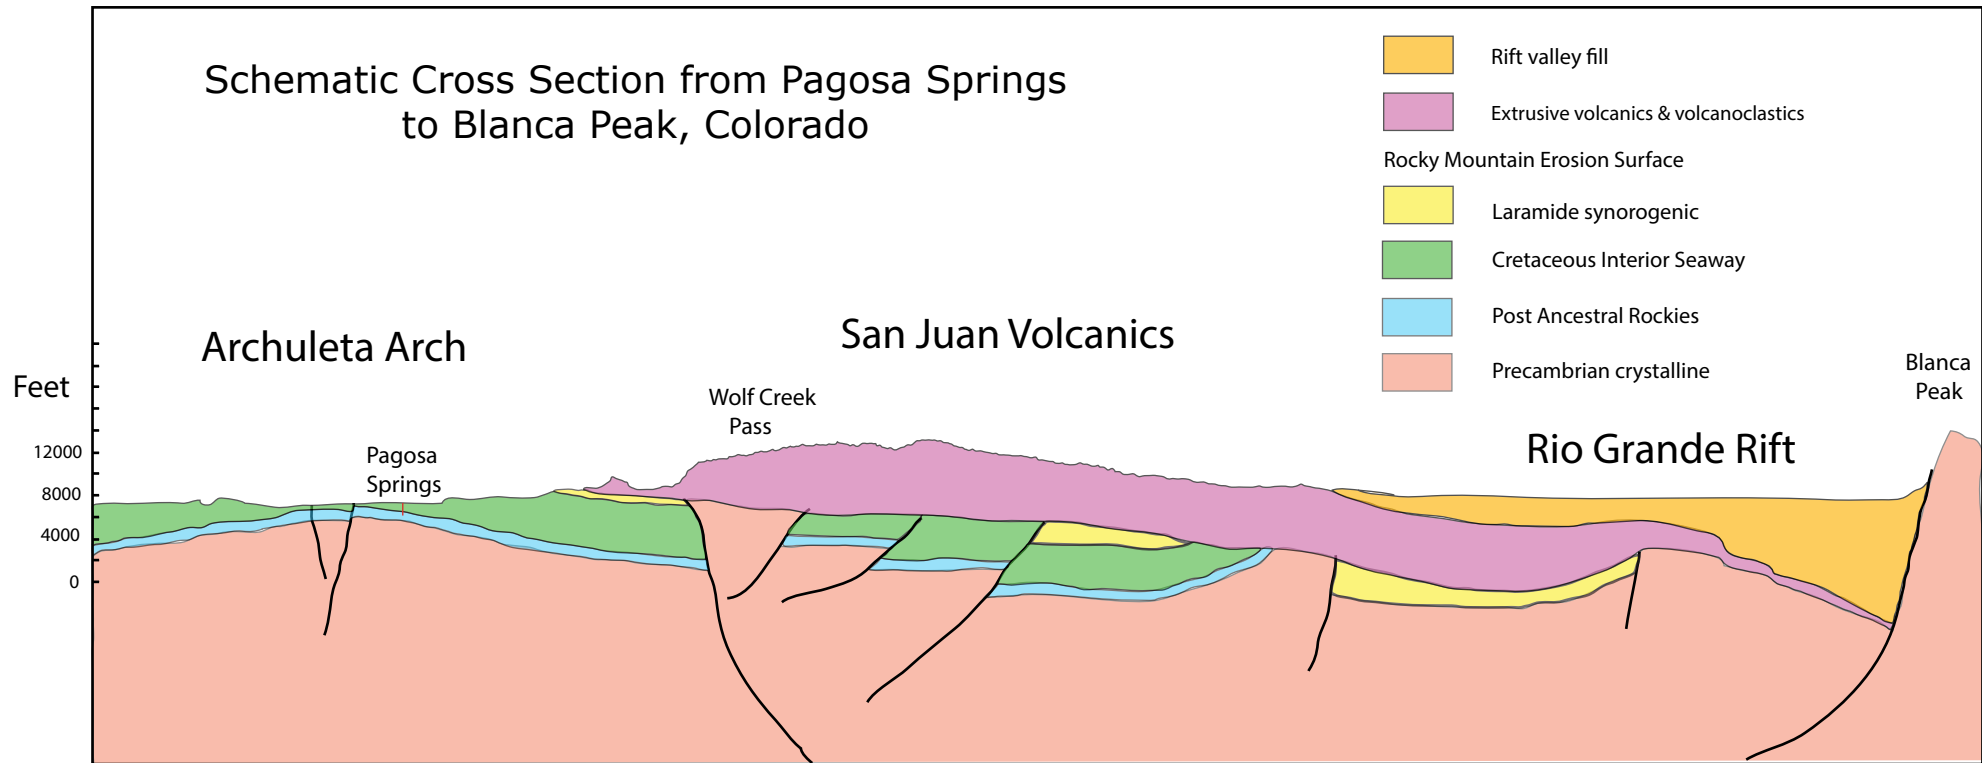 Schematic Cross Section from Pagosa Springs
to Blanca Peak, Colorado
Rift valley fill
Extrusive volcanics & volcanoclastics
Rocky Mountain Erosion Surface
Laramide synorogenic
Cretaceous Interior Seaway
Post Ancestral Rockies
Precambrian crystalline
Archuleta Arch
San Juan Volcanics
Blanca
Peak
Feet
Wolf Creek
Pass
Rio Grande Rift
Pagosa
Springs
12000
8000
4000
0